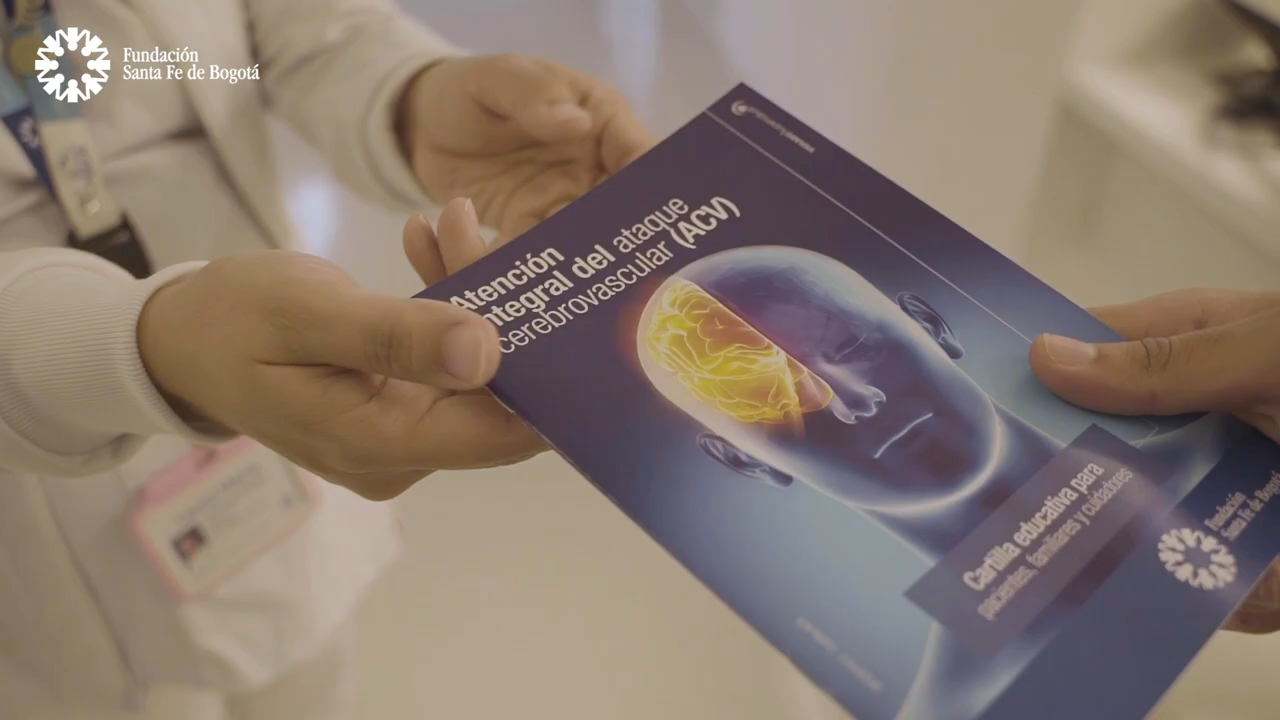 Fundación
Santa Fe de Bogotá
Atención
integral del ataque
cerebrovascular (ACV)
Cartilla educativa para
pacientes, familiares y cuidadores
Fundación
Santa Fe de Bogotá